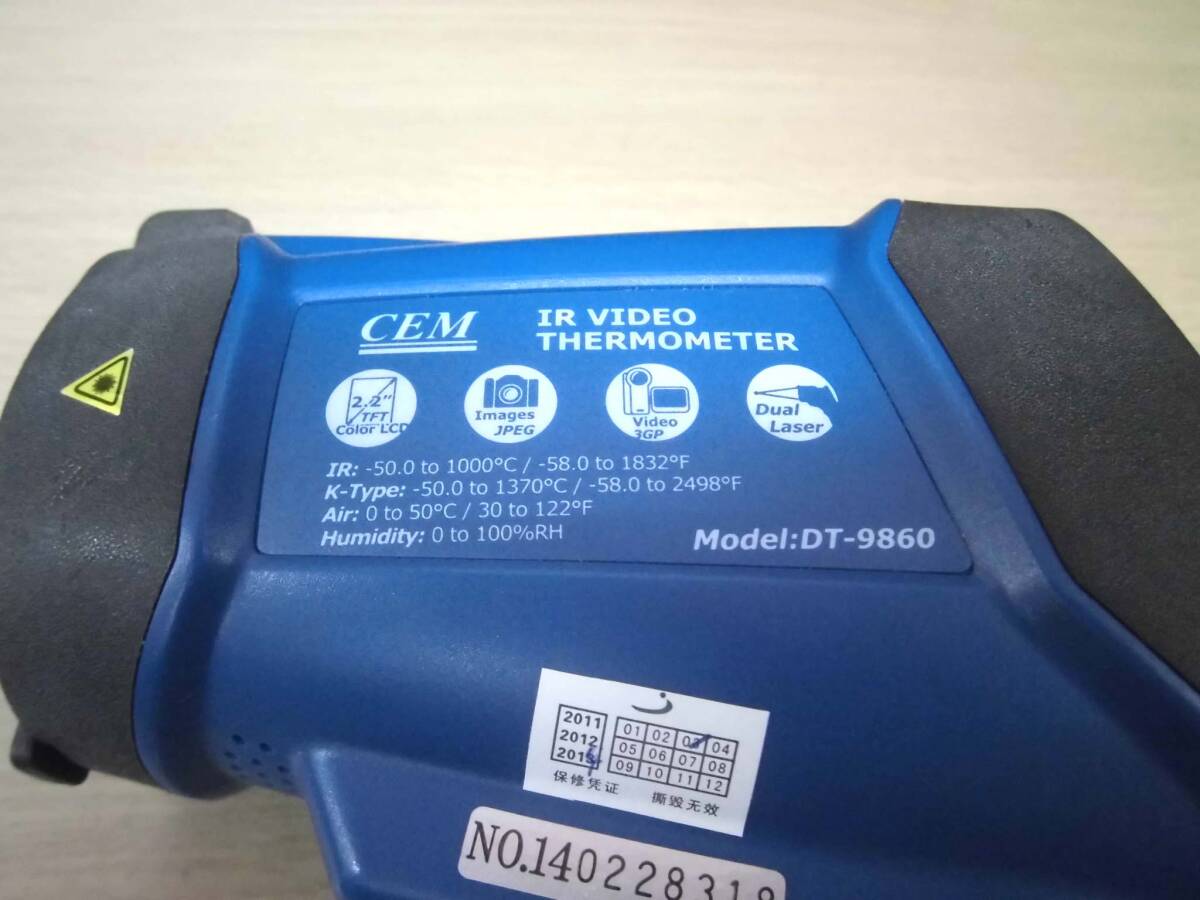 CEM
IR VIDEO
THERMOMETER
2.2"
TFT
Color LCD
Images
JPEG
Video
3GP
Dual
Laser
IR: -50.0 to 1000°C / -58.0 to 1832°F
K-Type: -50.0 to 1370°C / -58.0 to 2498°F
Air: 0 to 50°C / 30 to 122°F
Humidity: 0 to 100%RH
Model:DT-9860
2011
2012
01 02 03 04
05 06 07 08
09 10 11 12
保修凭证
撕毁无效
NO.140228319